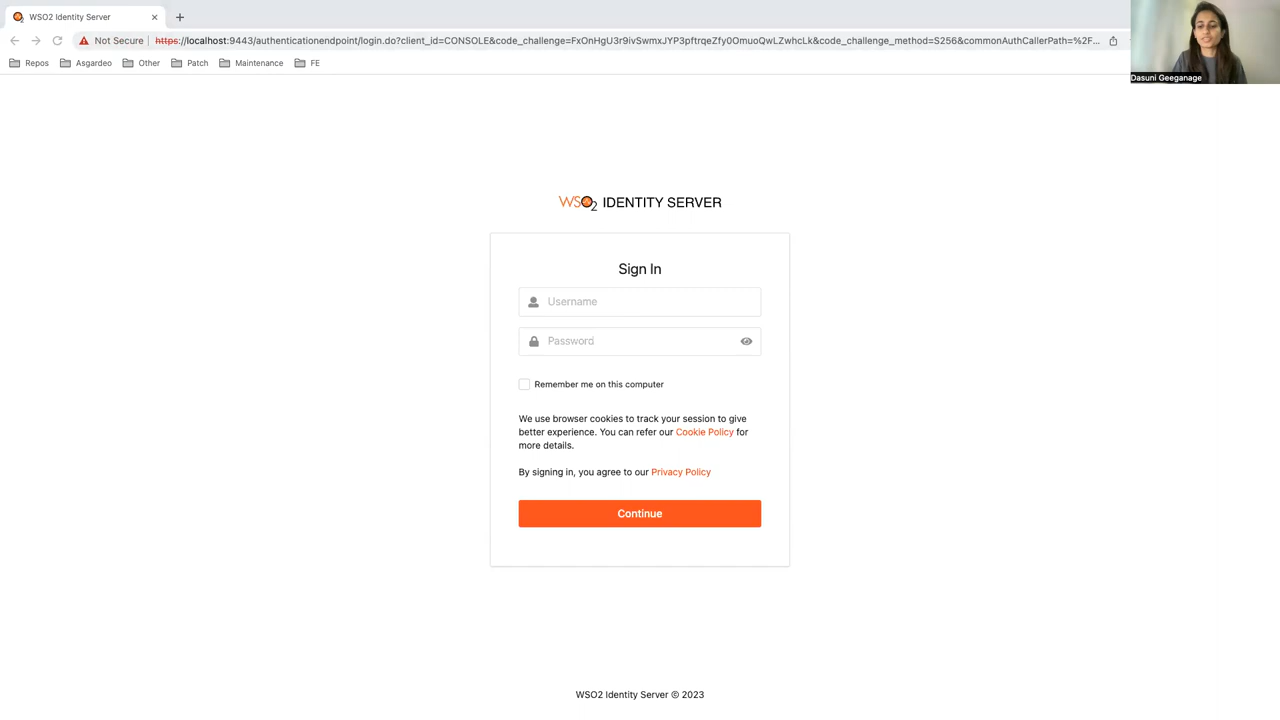 WSO2 Identity Server
Not Secure
https://localhost:9443/authenticationendpoint/login.do?client_id=CONSOLE&code_challenge=FxOnHgU3r9ivSwmxJYP3pftrqeZfy0OmuoQwLZwhcLk&code_challenge_method=S256&commonAuthCallerPath=%2F...
Repos Asgardeo Other Patch Maintenance FE
Dasuni Geeganage
WSO2 IDENTITY SERVER
Sign In
Username
Password
Remember me on this computer
We use browser cookies to track your session to give
better experience. You can refer our Cookie Policy for
more details.
By signing in, you agree to our Privacy Policy
Continue
WSO2 Identity Server © 2023